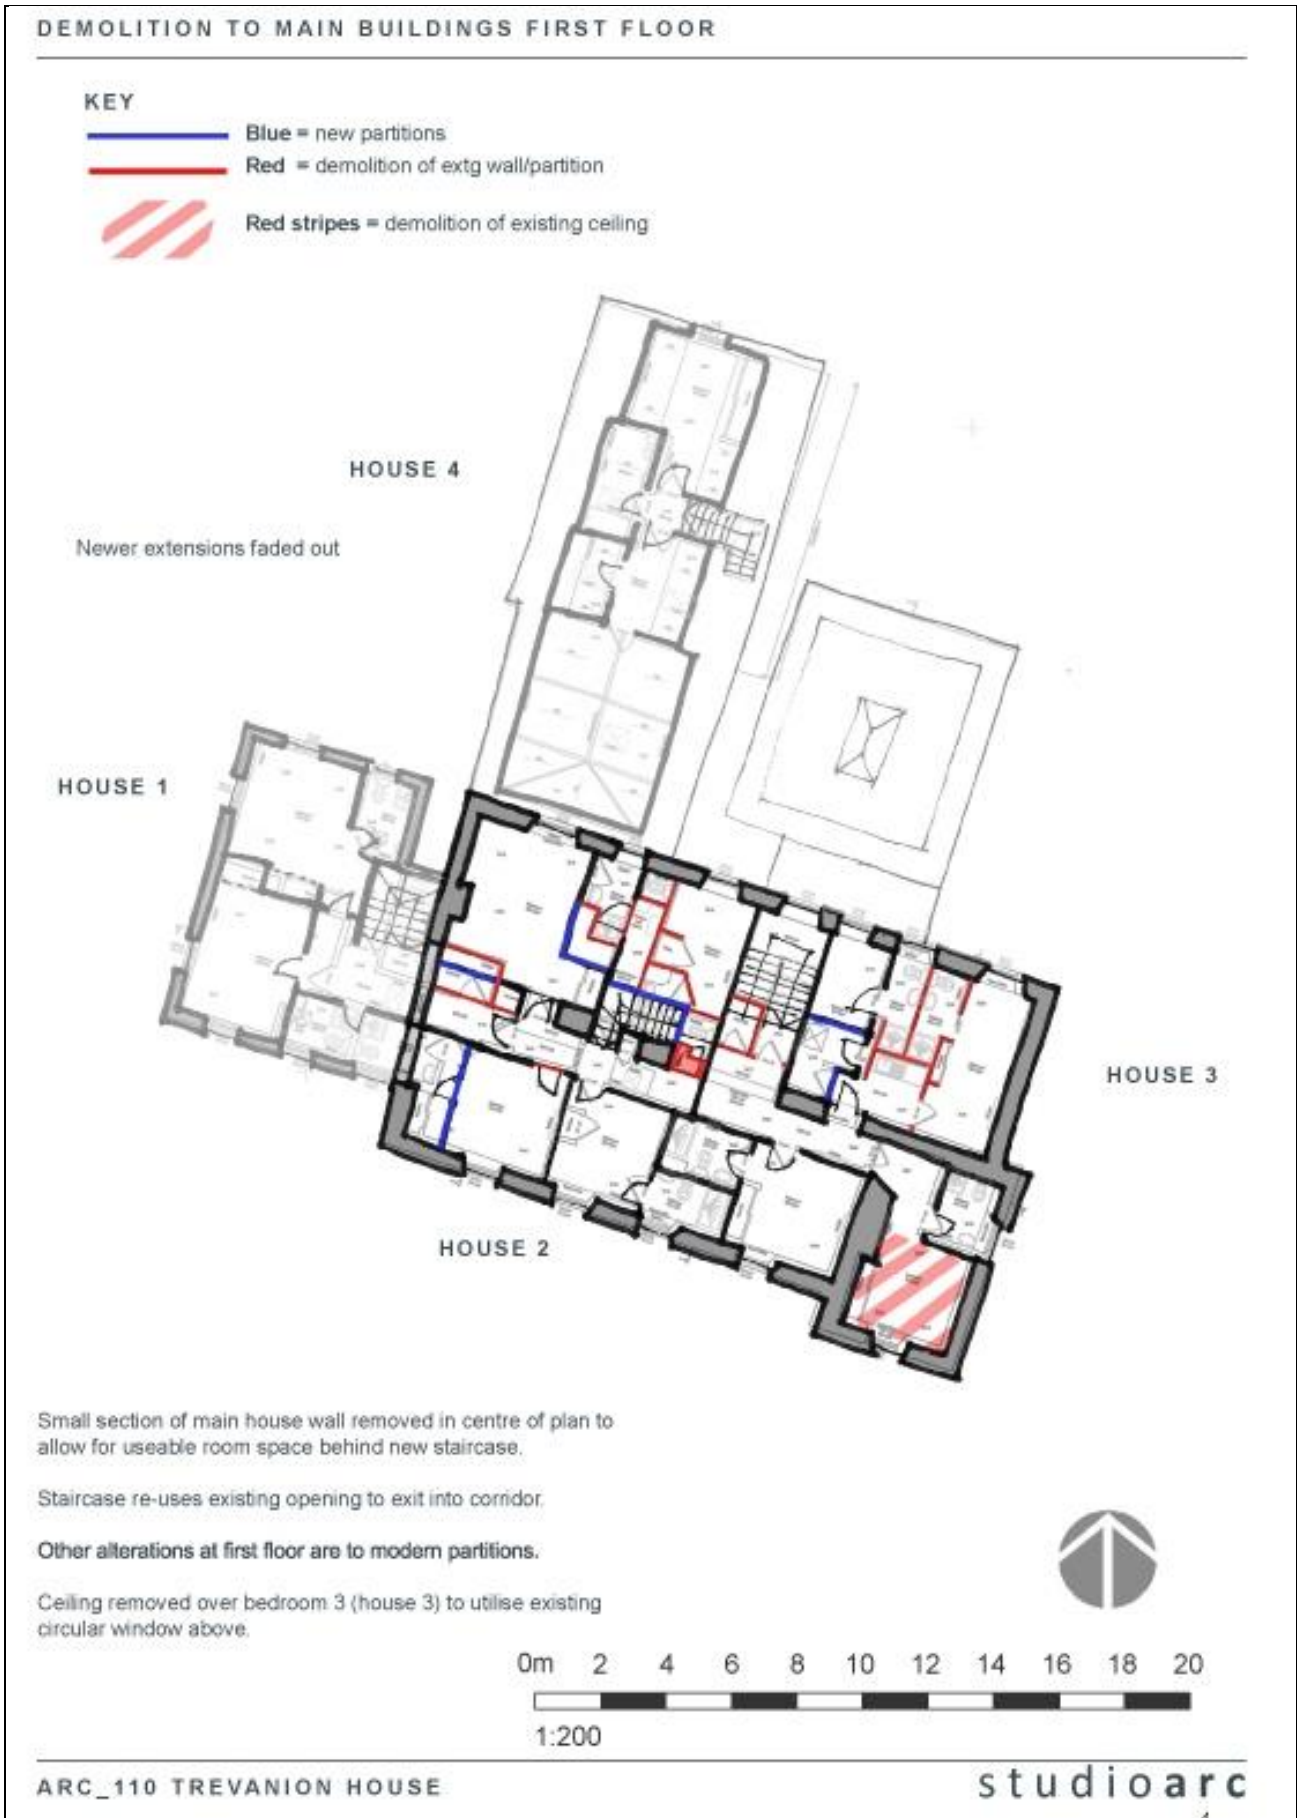 DEMOLITION TO MAIN BUILDINGS FIRST FLOOR
KEY
Blue = new partitions
Red = demolition of extg wall/partition
Red stripes = demolition of existing ceiling
HOUSE 4
Newer extensions faded out
HOUSE 1
HOUSE 3
HOUSE 2
Small section of main house wall removed in centre of plan to
allow for useable room space behind new staircase.
Staircase re-uses existing opening to exit into corridor.
Other alterations at first floor are to modern partitions.
Ceiling removed over bedroom 3 (house 3) to utilise existing
circular window above.
0m 2 4 6 8 10 12 14 16 18 20
1:200
ARC_110 TREVANION HOUSE
studioarc